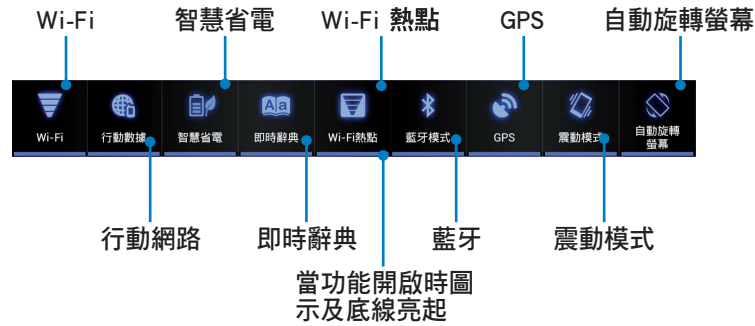 Wi-Fi 智慧省電 Wi-Fi 熱點 GPS 自動旋轉螢幕
Wi-Fi 行動數據 智慧省電 Aa 即時辭典 Wi-Fi熱點 藍牙模式 GPS 震動模式 自動旋轉
螢幕
行動網路 即時辭典 藍牙 震動模式
當功能開啟時圖
示及底線亮起